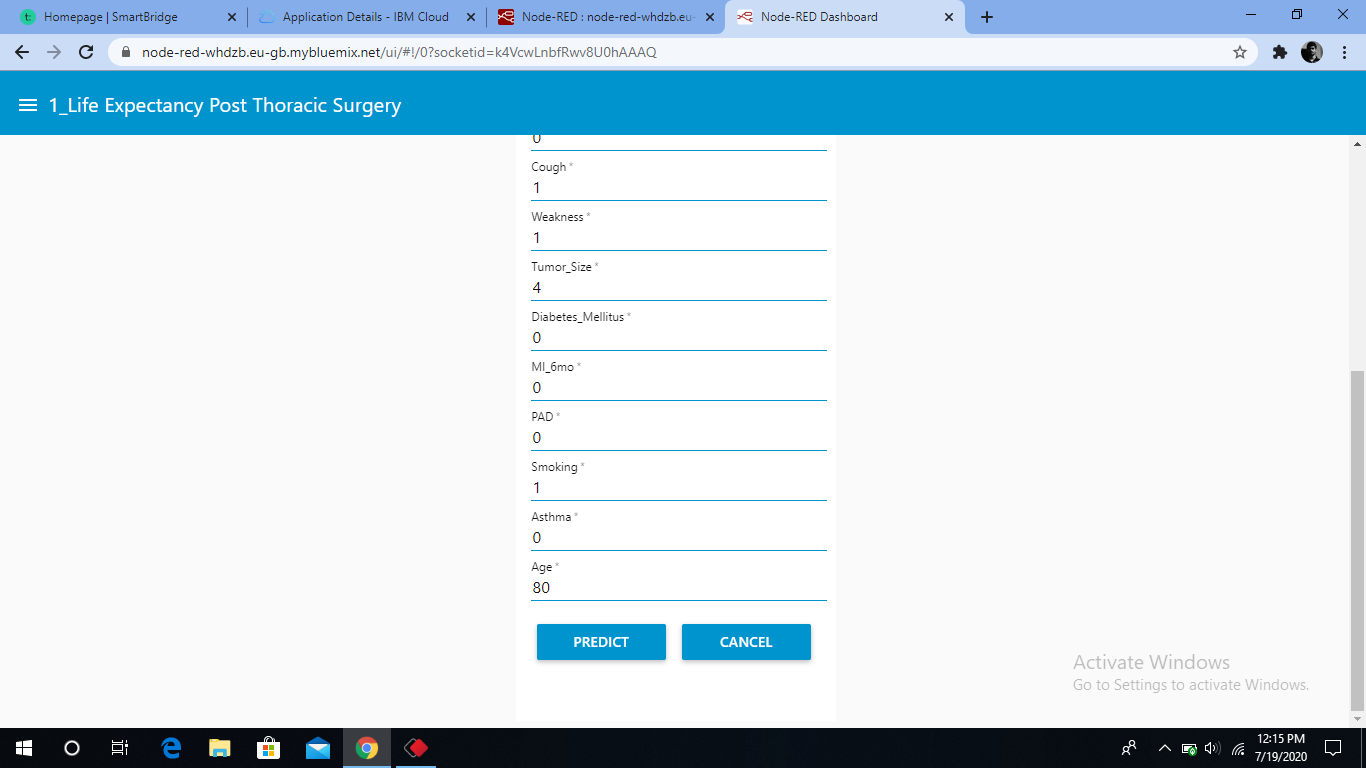 Homepage | SmartBridge
Application Details - IBM Cloud
Node-RED : node-red-whdzb.eu-
Node-RED Dashboard
node-red-whdzb.eu-gb.mybluemix.net/ui/#!/0?socketid=k4VcwLnbfRwv8U0hAAAQ
1_Life Expectancy Post Thoracic Surgery
0
Cough *
1
Weakness *
1
Tumor_Size *
4
Diabetes_Mellitus *
0
MI_6mo *
0
PAD *
0
Smoking *
1
Asthma *
0
Age *
80
PREDICT CANCEL
Activate Windows
Go to Settings to activate Windows.
12:15 PM
7/19/2020